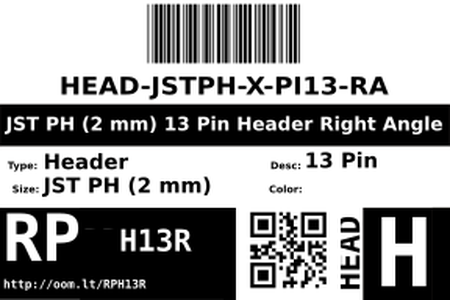 HEAD-JSTPH-X-PI13-RA
JST PH (2 mm) 13 Pin Header Right Angle
Type: Header
Desc: 13 Pin
Size: JST PH (2 mm)
Color:
RP H13R
HEAD
H
http://oom.lt/RPH13R